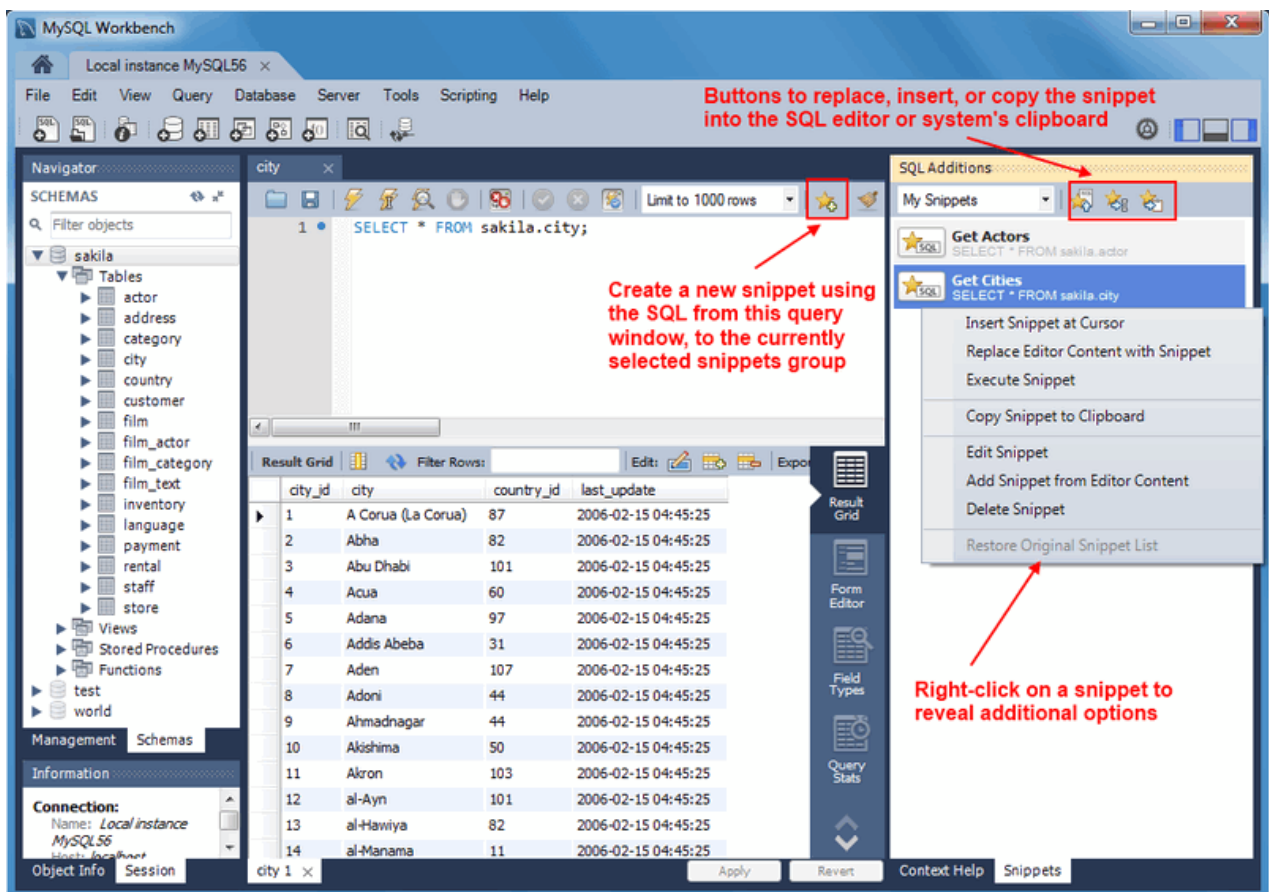 MySQL Workbench
Local instance MySQL56
File Edit View Query Database Server Tools Scripting Help
Buttons to replace, insert, or copy the snippet
into the SQL editor or system's clipboard
Navigator
SCHEMAS
Filter objects
sakila
Tables
actor
address
category
city
country
customer
film
film_actor
film_category
film_text
inventory
language
payment
rental
staff
store
Views
Stored Procedures
Functions
test
world
Management Schemas
Information
Connection:
Name: Local instance
MySQL56
Host: localhost
Object Info Session
city
Limit to 1000 rows
1 SELECT * FROM sakila.city;
Create a new snippet using
the SQL from this query
window, to the currently
selected snippets group
Result Grid Filter Rows: Edit: Expor
city_id city country_id last_update
1 A Corua (La Corua) 87 2006-02-15 04:45:25
2 Abha 82 2006-02-15 04:45:25
3 Abu Dhabi 101 2006-02-15 04:45:25
4 Acua 60 2006-02-15 04:45:25
5 Adana 97 2006-02-15 04:45:25
6 Addis Abeba 31 2006-02-15 04:45:25
7 Aden 107 2006-02-15 04:45:25
8 Adoni 44 2006-02-15 04:45:25
9 Ahmadnagar 44 2006-02-15 04:45:25
10 Akishima 50 2006-02-15 04:45:25
11 Akron 103 2006-02-15 04:45:25
12 al-Ayn 101 2006-02-15 04:45:25
13 al-Hawiya 82 2006-02-15 04:45:25
14 al-Manama 11 2006-02-15 04:45:25
Result
Grid
Form
Editor
Field
Types
Query
Stats
city 1
Apply Revert
SQL Additions
My Snippets
SQL Get Actors
SELECT * FROM sakila.actor
SQL Get Cities
SELECT * FROM sakila.city
Insert Snippet at Cursor
Replace Editor Content with Snippet
Execute Snippet
Copy Snippet to Clipboard
Edit Snippet
Add Snippet from Editor Content
Delete Snippet
Restore Original Snippet List
Right-click on a snippet to
reveal additional options
Context Help Snippets